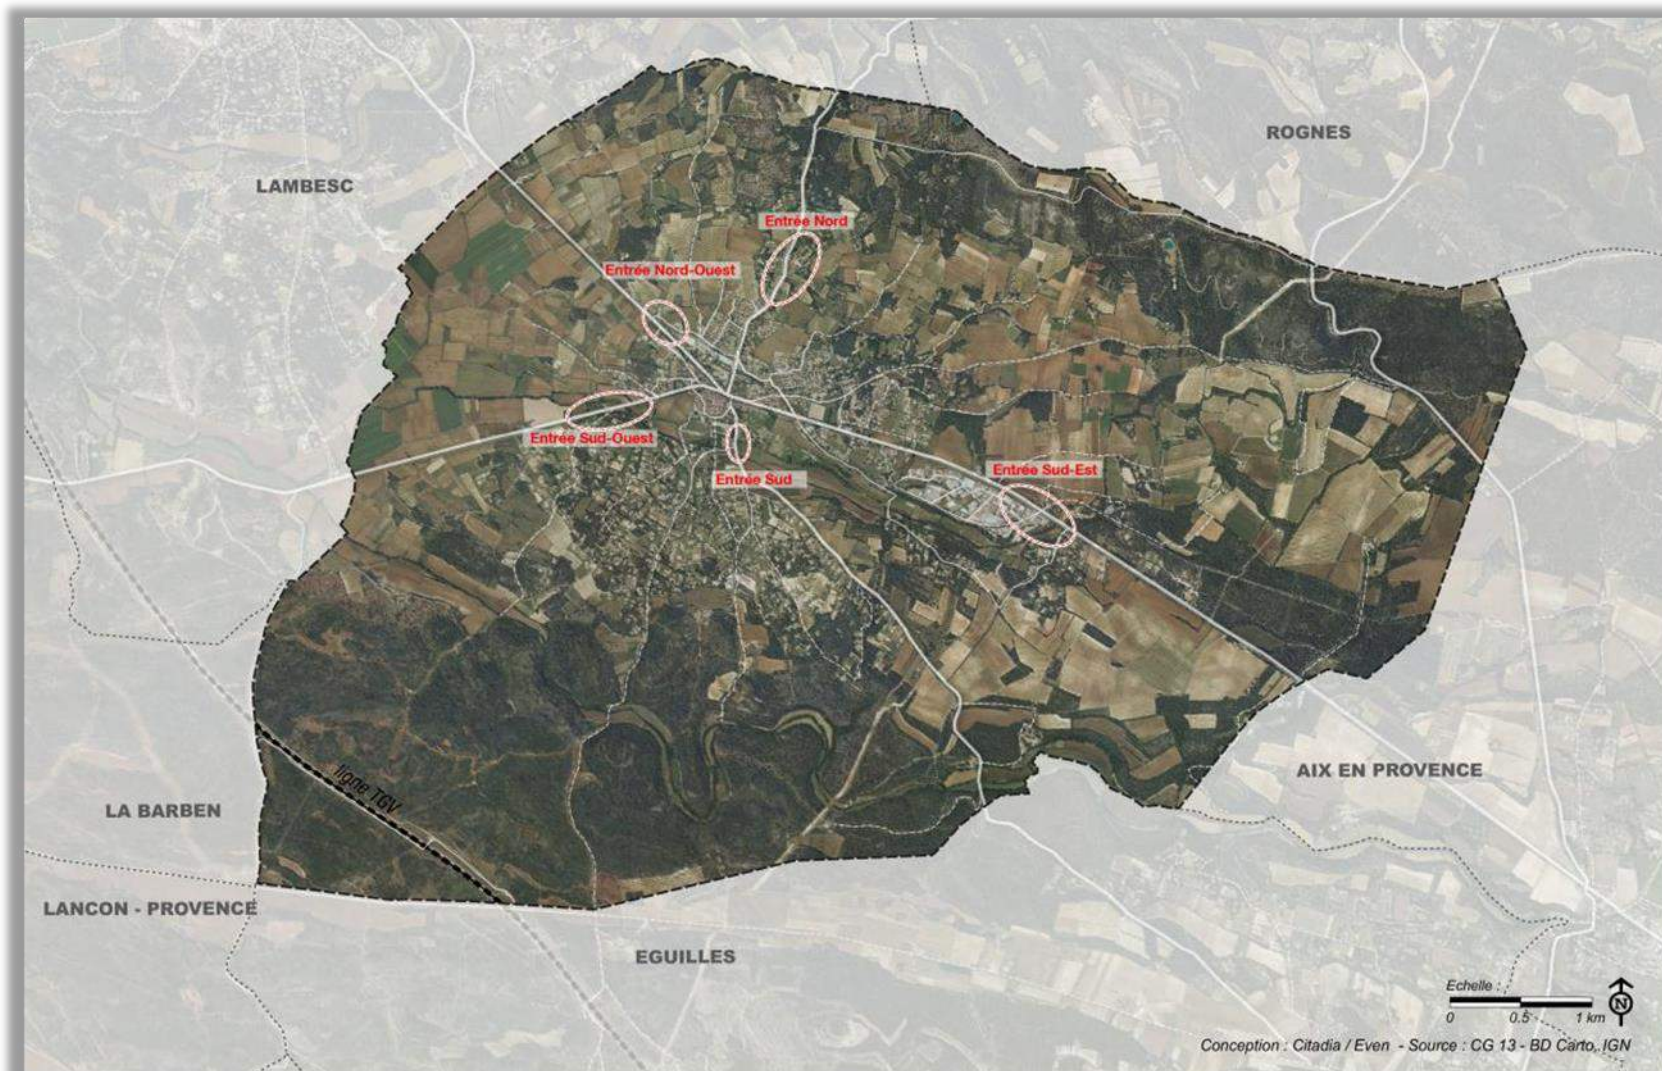 ROGNES
LAMBESC
Entrée Nord
Entrée Nord-Ouest
Entrée Sud-Ouest
Entrée Sud
Entrée Sud-Est
ligne TGV
AIX EN PROVENCE
LA BARBEN
LANCON - PROVENCE
EGUILLES
Echelle :
0 0.5 1 km
N
Conception : Citadia / Even - Source : CG 13 - BD Carto, IGN